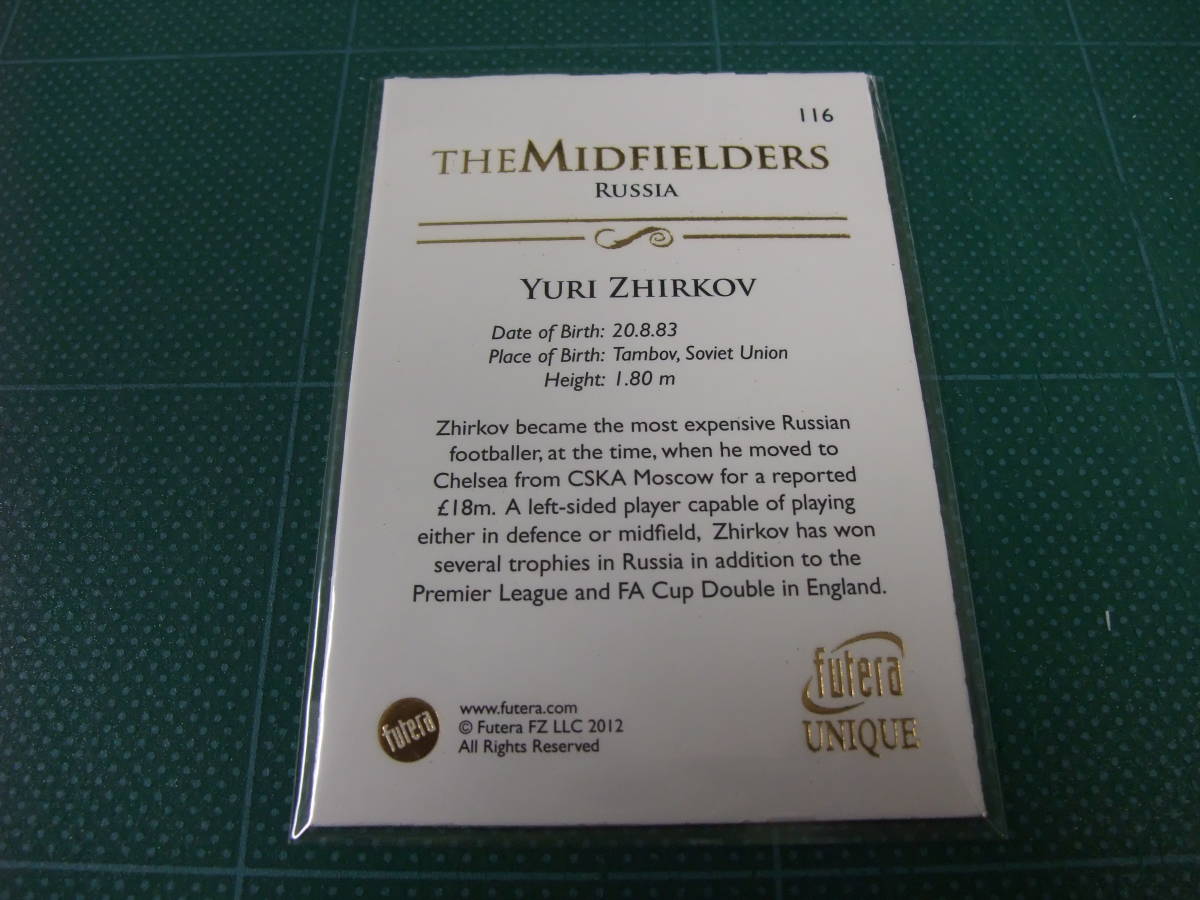 116
THE MIDFIELDERS
RUSSIA
YURI ZHIRKOV
Date of Birth: 20.8.83
Place of Birth: Tambov, Soviet Union
Height: 1.80 m
Zhirkov became the most expensive Russian
footballer, at the time, when he moved to
Chelsea from CSKA Moscow for a reported
£18m. A left-sided player capable of playing
either in defence or midfield, Zhirkov has won
several trophies in Russia in addition to the
Premier League and FA Cup Double in England.
futera
UNIQUE
futera
www.futera.com
© Futera FZ LLC 2012
All Rights Reserved